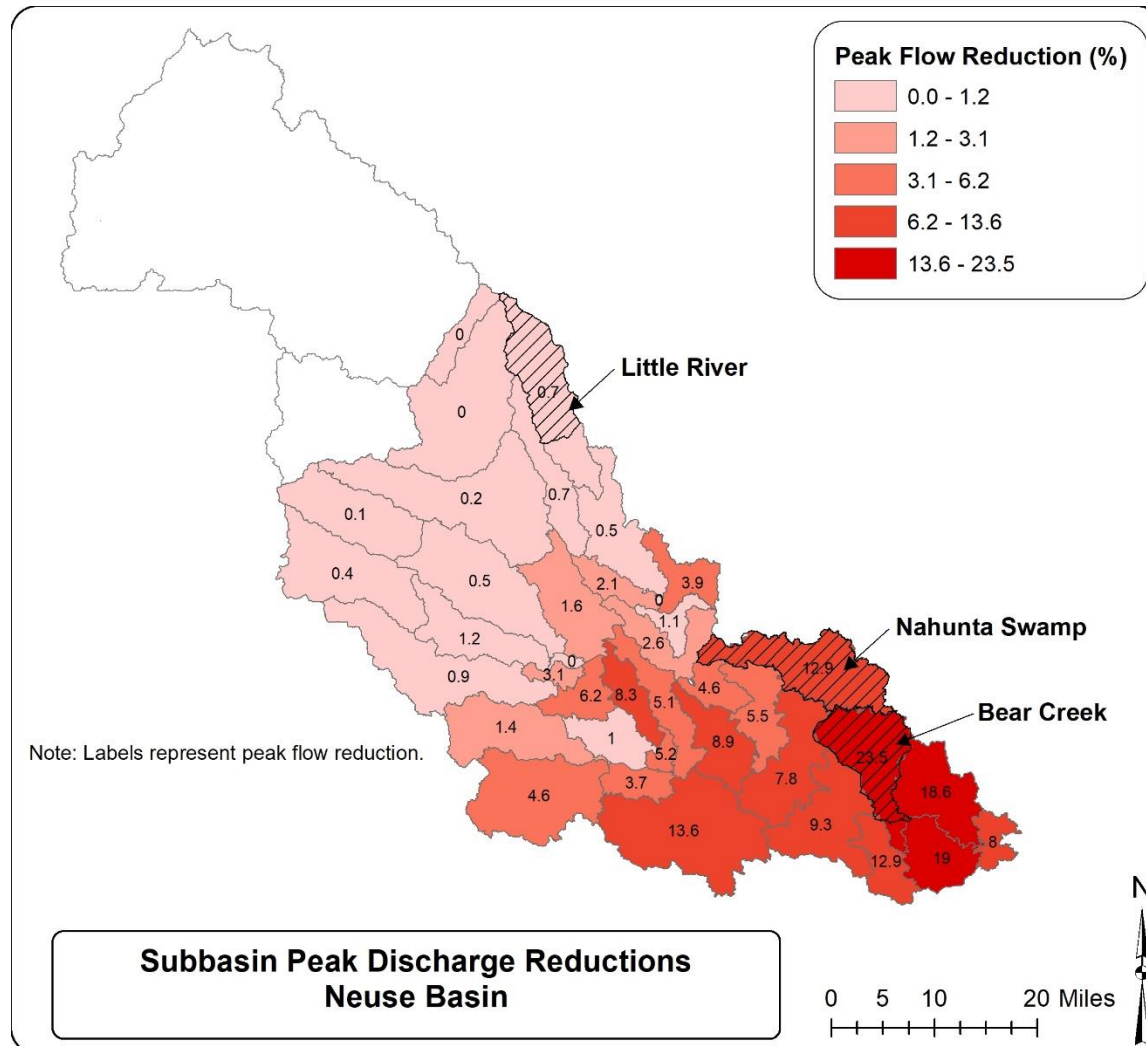 Peak Flow Reduction (%)
0.0 - 1.2
1.2 - 3.1
3.1 - 6.2
6.2 - 13.6
13.6 - 23.5
0
Little River
0.7
0
0.2
0.7
0.1
0.5
0.4
0.5
2.1
3.9
1.6
0
1.1
Nahunta Swamp
1.2
2.6
0
12.9
0.9
3.1
4.6
6.2
8.3
5.1
5.5
Bear Creek
1.4
1
8.9
Note: Labels represent peak flow reduction.
5.2
23.5
3.7
7.8
4.6
18.6
13.6
9.3
8
12.9
19
N
Subbasin Peak Discharge Reductions
Neuse Basin
0 5 10 20 Miles